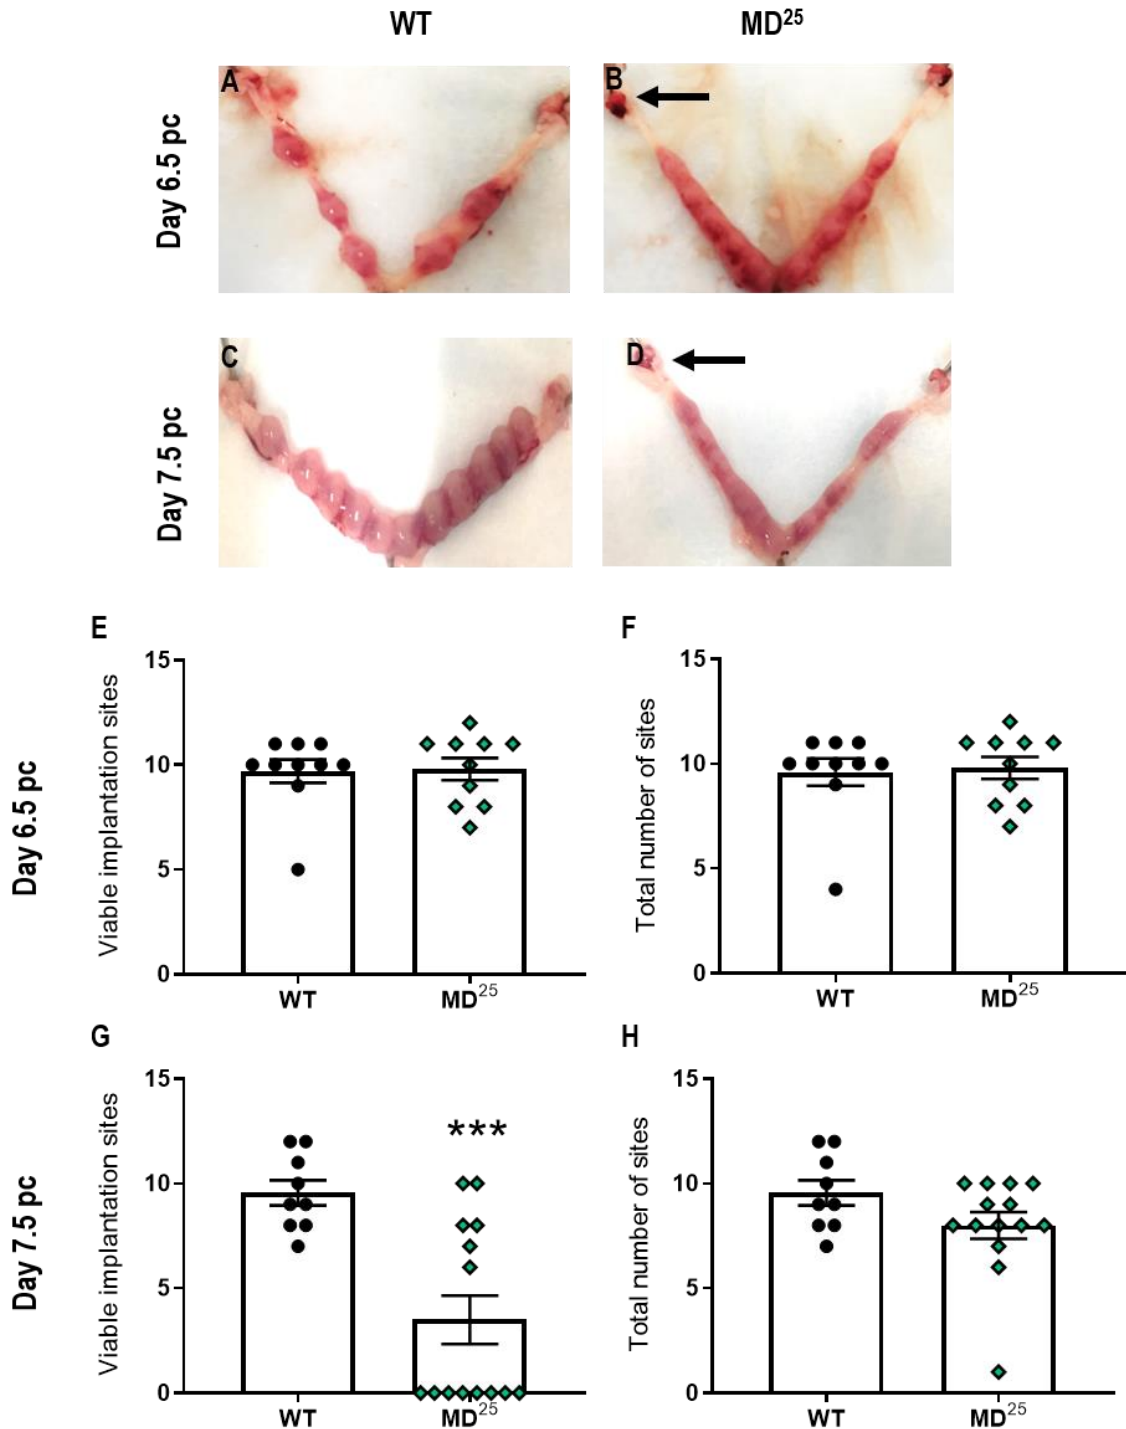 WT
MD²⁵
Day 6.5 pc
A
B
Day 7.5 pc
C
D
E
F
Day 6.5 pc
Viable implantation sites
15
10
5
0
WT
MD²⁵
Total number of sites
15
10
5
0
WT
MD²⁵
G
H
Day 7.5 pc
Viable implantation sites
15
10
5
0
***
WT
MD²⁵
Total number of sites
15
10
5
0
WT
MD²⁵